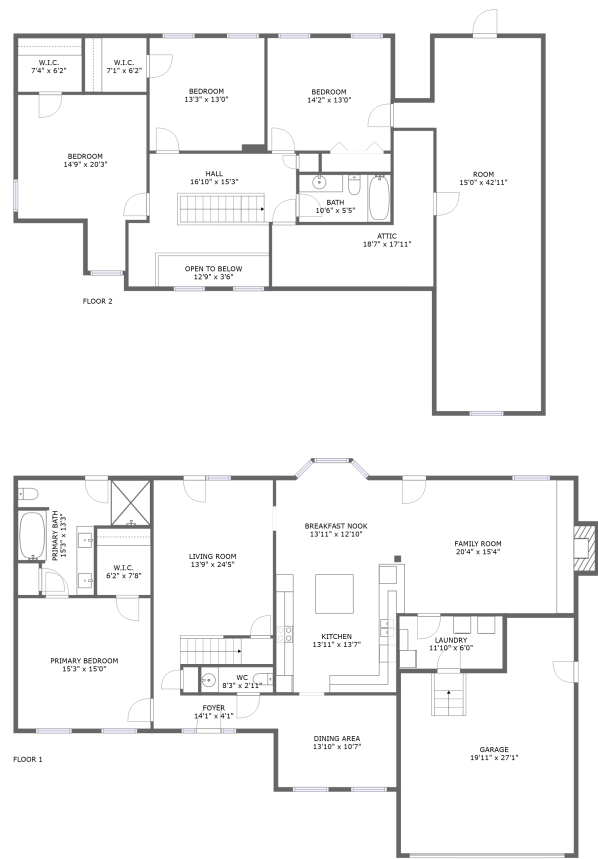 W.I.C.
7'4" x 6'2"
W.I.C.
7'1" x 6'2"
BEDROOM
13'3" x 13'0"
BEDROOM
14'2" x 13'0"
BEDROOM
14'9" x 20'3"
HALL
16'10" x 15'3"
ROOM
15'0" x 42'11"
BATH
10'6" x 5'5"
ATTIC
18'7" x 17'11"
OPEN TO BELOW
12'9" x 3'6"
FLOOR 2
PRIMARY BATH
15'3" x 13'3"
BREAKFAST NOOK
13'11" x 12'10"
LIVING ROOM
13'9" x 24'5"
FAMILY ROOM
20'4" x 15'4"
W.I.C.
6'2" x 7'8"
KITCHEN
13'11" x 13'7"
LAUNDRY
11'10" x 6'0"
PRIMARY BEDROOM
15'3" x 15'0"
WC
8'3" x 2'11"
FOYER
14'1" x 4'1"
DINING AREA
13'10" x 10'7"
GARAGE
19'11" x 27'1"
FLOOR 1